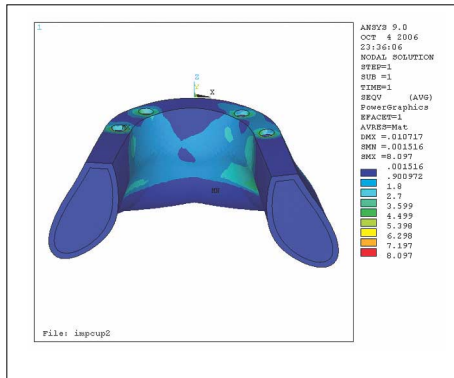 1
ANSYS 9.0
OCT 4 2006
23:36:06
NODAL SOLUTION
STEP=1
SUB =1
TIME=1
SEQV (AVG)
PowerGraphics
EFACET=1
AVRES=Mat
DMX =.010717
SMN =.001516
SMX =8.097
.001516
.900972
1.8
2.7
3.599
4.499
5.398
6.298
7.197
8.097
Z
X
File: impcup2